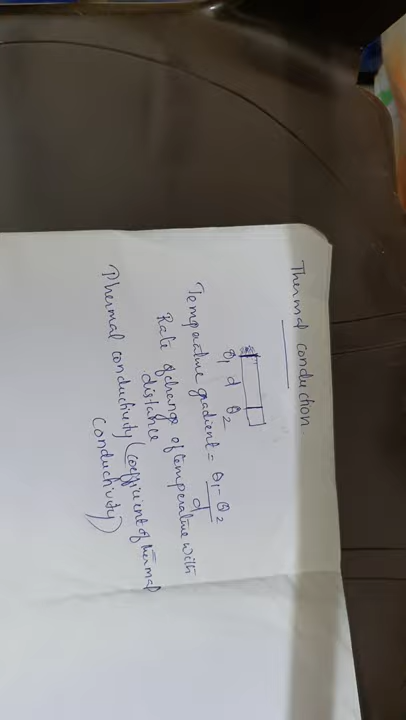 Thermal conduction.
θ₁ d θ₂
Temperature gradient = θ₁ - θ₂
d
Rate of change of temperature with
distance
Thermal conductivity (coefficient of thermal
conductivity)